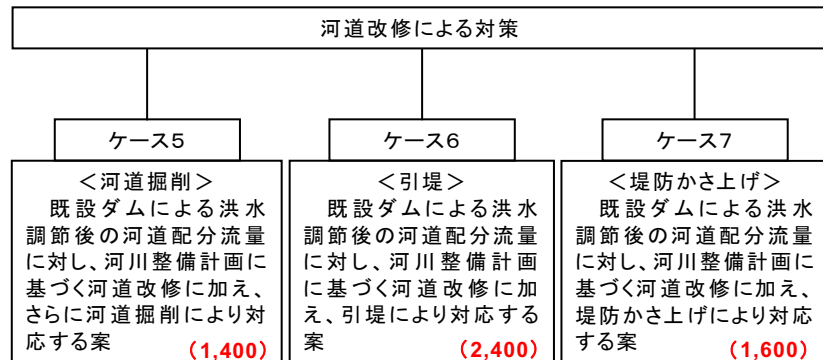 河道改修による対策
ケース5
<河道掘削>
既設ダムによる洪水
調節後の河道配分流量
に対し、河川整備計画に
基づく河道改修に加え、
さらに河道掘削により対
応する案
(1,400)
ケース6
<引堤>
既設ダムによる洪水
調節後の河道配分流量
に対し、河川整備計画
に基づく河道改修に加
え、引堤により対応する
案
(2,400)
ケース7
<堤防かさ上げ>
既設ダムによる洪水
調節後の河道配分流量
に対し、河川整備計画に
基づく河道改修に加え、
堤防かさ上げにより対応
する案
(1,600)